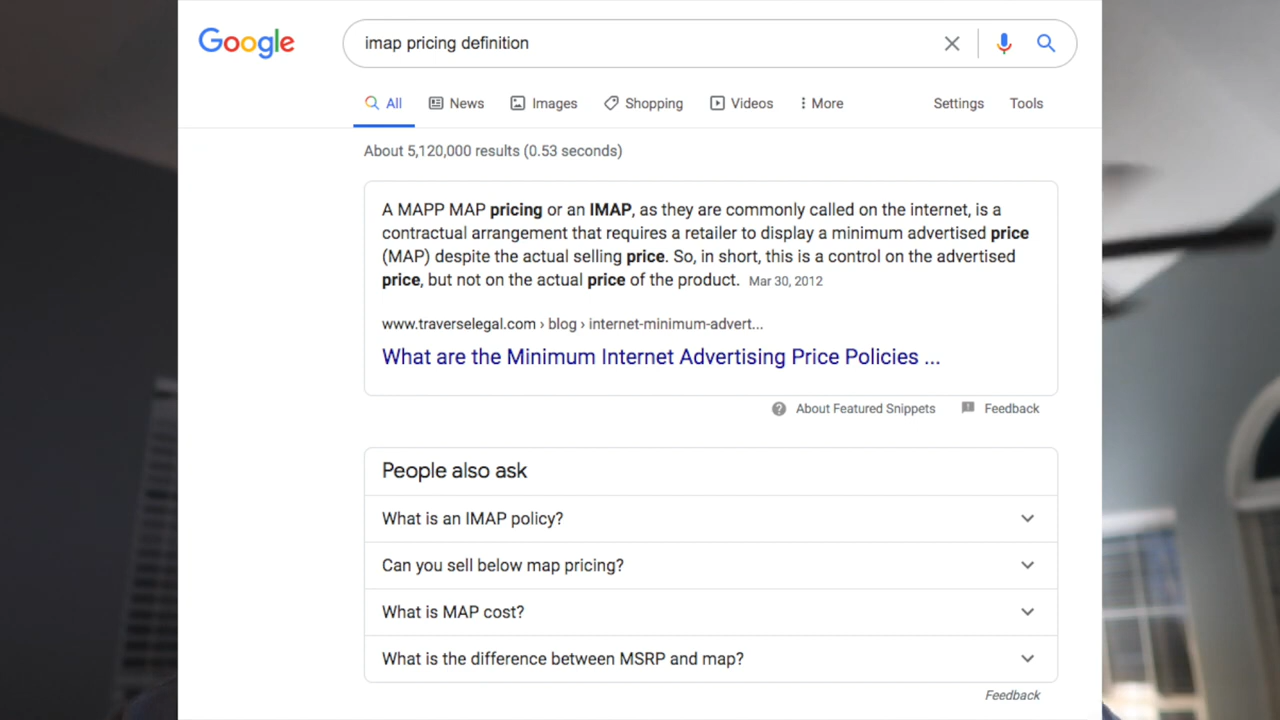 Google
imap pricing definition
All News Images Shopping Videos More Settings Tools
About 5,120,000 results (0.53 seconds)
A MAPP MAP pricing or an IMAP, as they are commonly called on the internet, is a
contractual arrangement that requires a retailer to display a minimum advertised price
(MAP) despite the actual selling price. So, in short, this is a control on the advertised
price, but not on the actual price of the product. Mar 30, 2012
www.traverselegal.com › blog › internet-minimum-advert...
What are the Minimum Internet Advertising Price Policies ...
About Featured Snippets Feedback
People also ask
What is an IMAP policy?
Can you sell below map pricing?
What is MAP cost?
What is the difference between MSRP and map?
Feedback